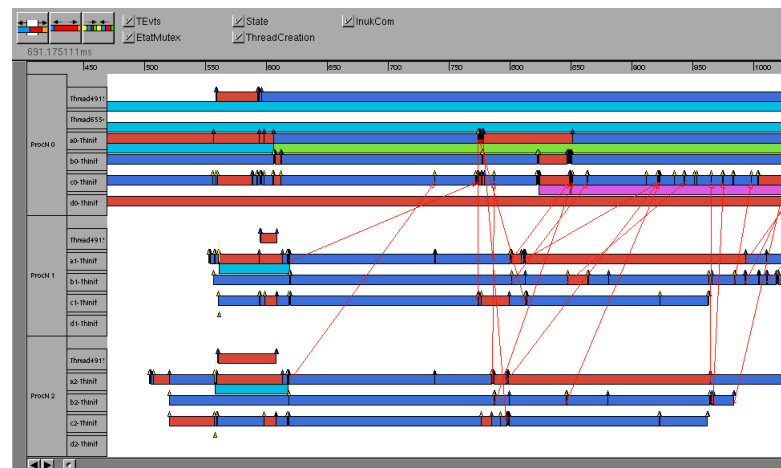 TEvts State InukCom
EtatMutex ThreadCreation
691.175111ms
450 500 550 600 650 700 750 800 850 900 950 1000
ProcN 0
Thread491
a0-ThInit
b0-ThInit
c0-ThInit
d0-ThInit
ProcN 1
Thread491
a1-ThInit
b1-ThInit
c1-ThInit
d1-ThInit
ProcN 2
Thread491
a2-ThInit
b2-ThInit
c2-ThInit
d2-ThInit